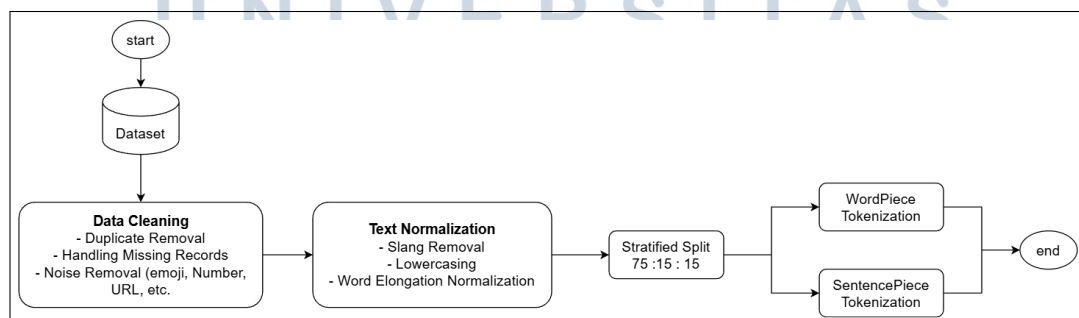 UNIVERSITAS
start
Dataset
Data Cleaning
- Duplicate Removal
- Handling Missing Records
- Noise Removal (emoji, Number,
URL, etc.
Text Normalization
- Slang Removal
- Lowercasing
- Word Elongation Normalization
Stratified Split
75 :15 : 15
WordPiece
Tokenization
SentencePiece
Tokenization
end